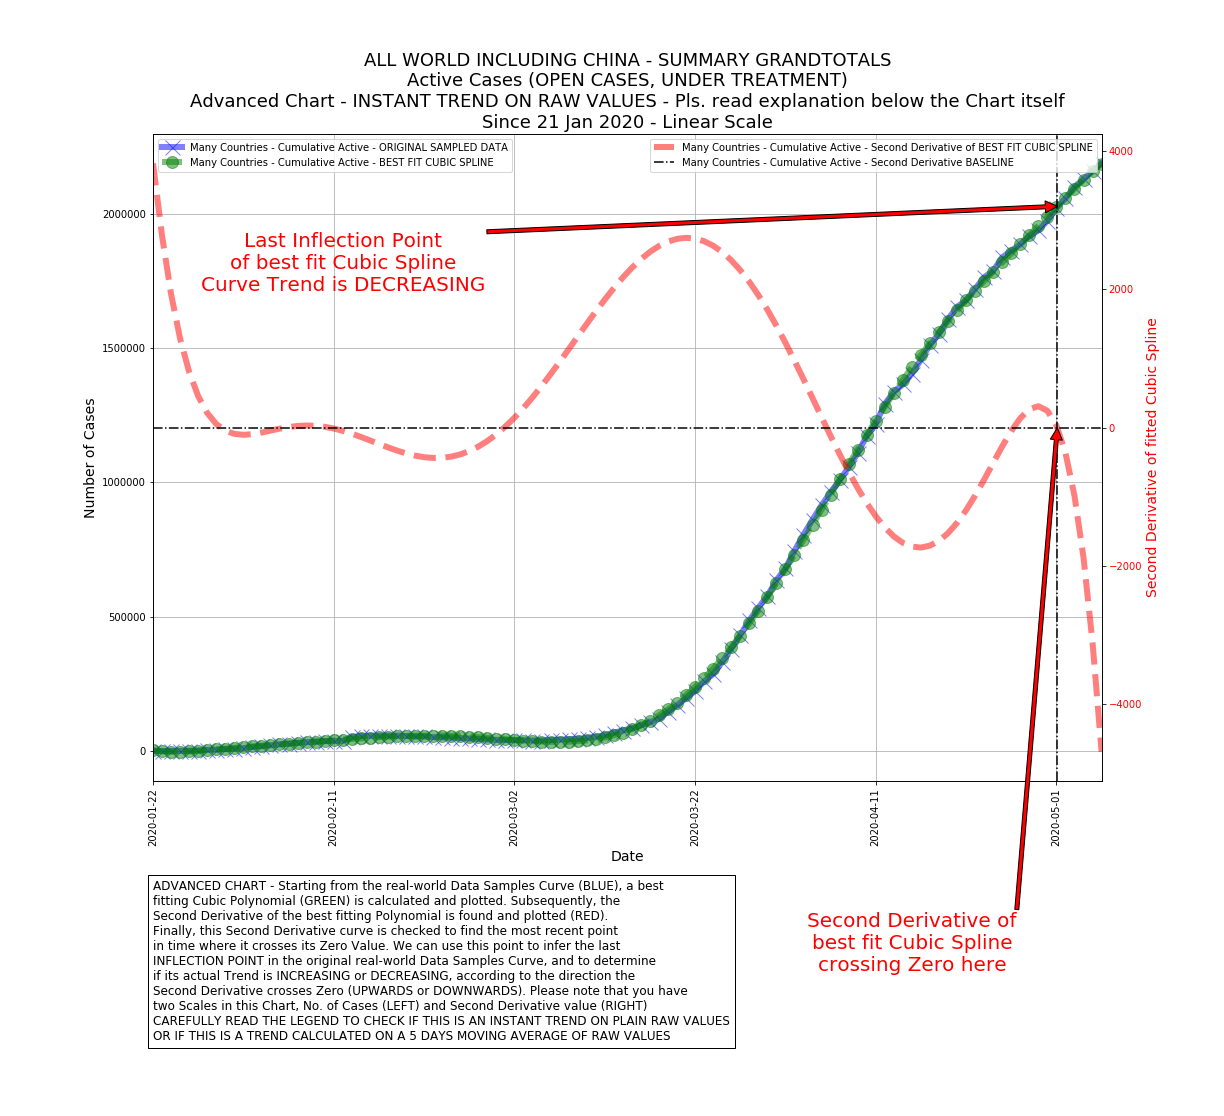 ALL WORLD INCLUDING CHINA - SUMMARY GRANDTOTALS
Active Cases (OPEN CASES, UNDER TREATMENT)
Advanced Chart - INSTANT TREND ON RAW VALUES - Pls. read explanation below the Chart itself
Since 21 Jan 2020 - Linear Scale
Many Countries - Cumulative Active - ORIGINAL SAMPLED DATA
Many Countries - Cumulative Active - BEST FIT CUBIC SPLINE
Many Countries - Cumulative Active - Second Derivative of BEST FIT CUBIC SPLINE
Many Countries - Cumulative Active - Second Derivative BASELINE
Last Inflection Point
of best fit Cubic Spline
Curve Trend is DECREASING
Number of Cases
2000000
1500000
1000000
500000
0
4000
2000
0
−2000
−4000
Second Derivative of fitted Cubic Spline
2020-01-22
2020-02-11
2020-03-02
2020-03-22
2020-04-11
2020-05-01
Date
Second Derivative of
best fit Cubic Spline
crossing Zero here
ADVANCED CHART - Starting from the real-world Data Samples Curve (BLUE), a best
fitting Cubic Polynomial (GREEN) is calculated and plotted. Subsequently, the
Second Derivative of the best fitting Polynomial is found and plotted (RED).
Finally, this Second Derivative curve is checked to find the most recent point
in time where it crosses its Zero Value. We can use this point to infer the last
INFLECTION POINT in the original real-world Data Samples Curve, and to determine
if its actual Trend is INCREASING or DECREASING, according to the direction the
Second Derivative crosses Zero (UPWARDS or DOWNWARDS). Please note that you have
two Scales in this Chart, No. of Cases (LEFT) and Second Derivative value (RIGHT)
CAREFULLY READ THE LEGEND TO CHECK IF THIS IS AN INSTANT TREND ON PLAIN RAW VALUES
OR IF THIS IS A TREND CALCULATED ON A 5 DAYS MOVING AVERAGE OF RAW VALUES